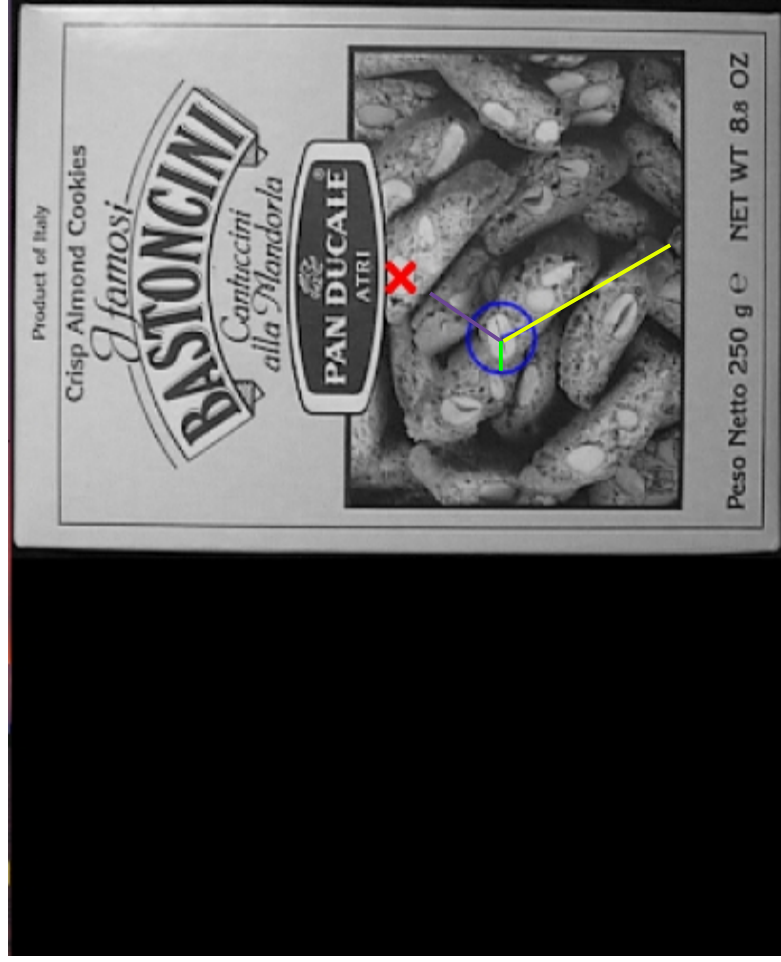 Product of Italy
Crisp Almond Cookies
I famosi
BASTONCINI
Cantuccini
alla Mandorla
PAN DUCALE®
ATRI
Peso Netto 250 g ℮ NET WT 8.8 OZ